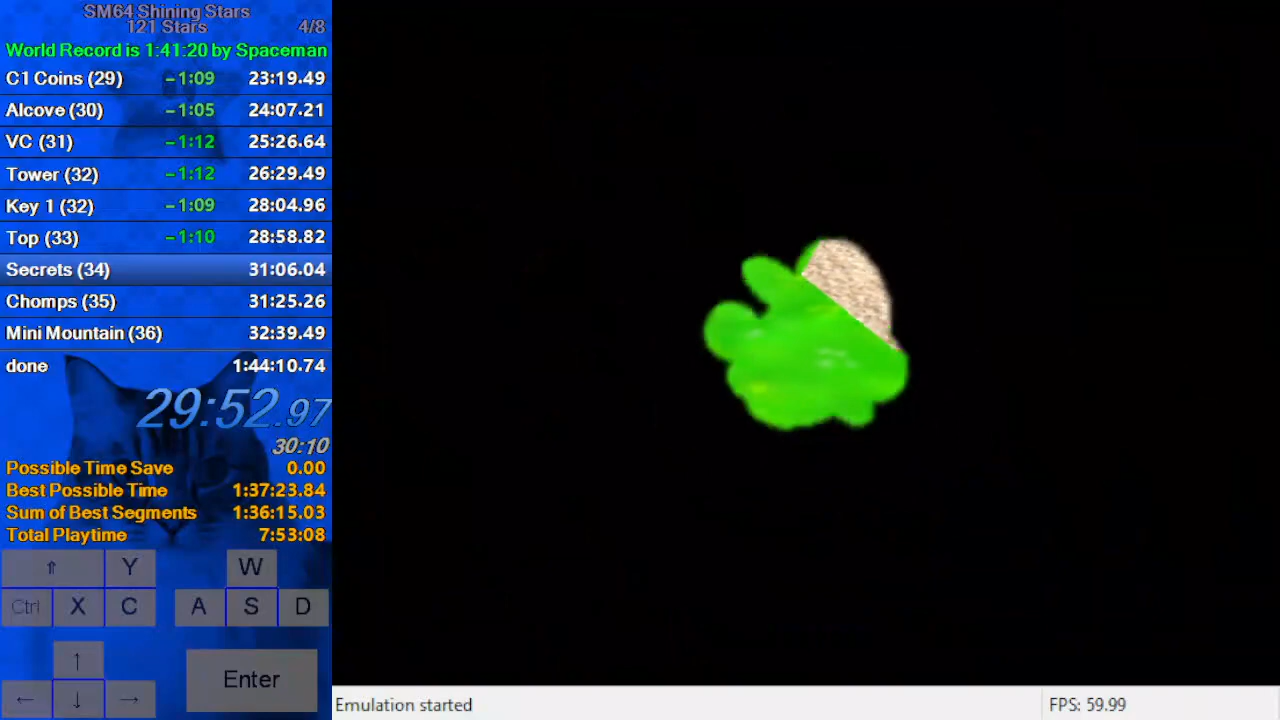 SM64 Shining Stars
121 Stars 4/8
World Record is 1:41:20 by Spaceman
C1 Coins (29) -1:09 23:19.49
Alcove (30) -1:05 24:07.21
VC (31) -1:12 25:26.64
Tower (32) -1:12 26:29.49
Key 1 (32) -1:09 28:04.96
Top (33) -1:10 28:58.82
Secrets (34) 31:06.04
Chomps (35) 31:25.26
Mini Mountain (36) 32:39.49
done 1:44:10.74
29:52.97
30:10
Possible Time Save 0.00
Best Possible Time 1:37:23.84
Sum of Best Segments 1:36:15.03
Total Playtime 7:53:08
⇑ Y W
Ctrl X C A S D
↑
← ↓ → Enter
Emulation started FPS: 59.99